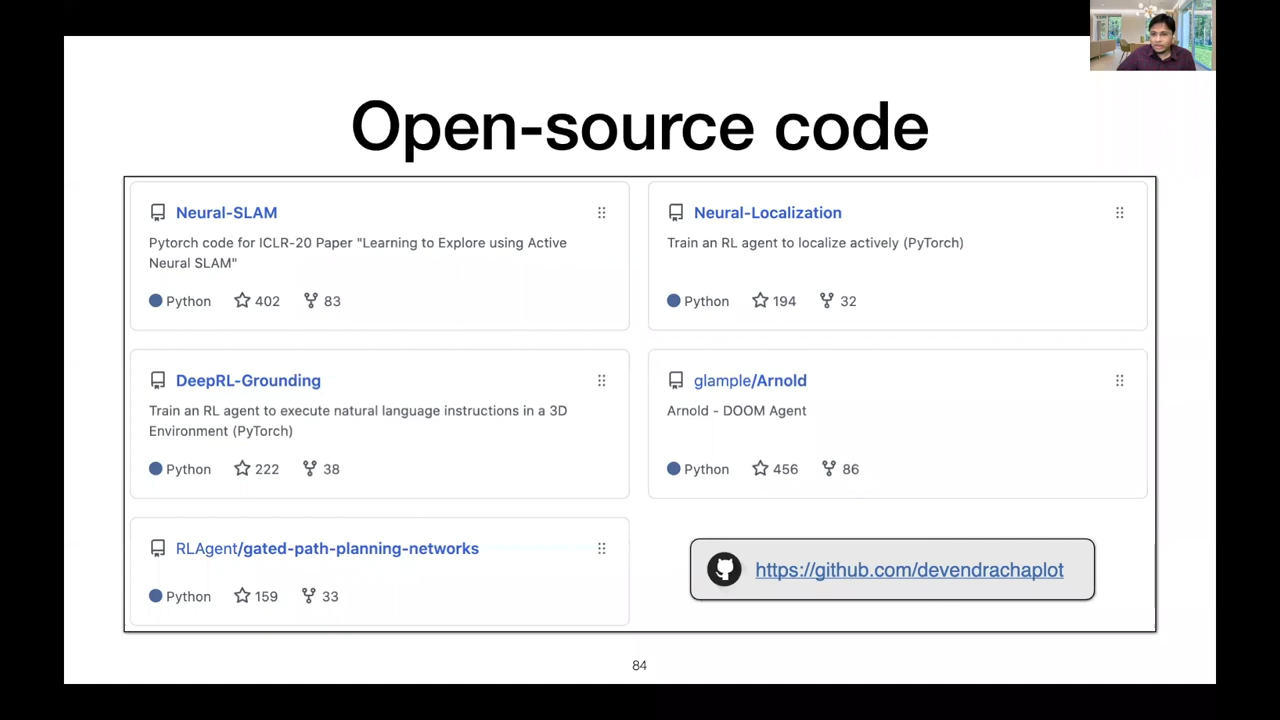 Open-source code
Neural-SLAM
Pytorch code for ICLR-20 Paper "Learning to Explore using Active
Neural SLAM"
Python 402 83
Neural-Localization
Train an RL agent to localize actively (PyTorch)
Python 194 32
DeepRL-Grounding
Train an RL agent to execute natural language instructions in a 3D
Environment (PyTorch)
Python 222 38
glample/Arnold
Arnold - DOOM Agent
Python 456 86
RLAgent/gated-path-planning-networks
Python 159 33
https://github.com/devendrachaplot
84